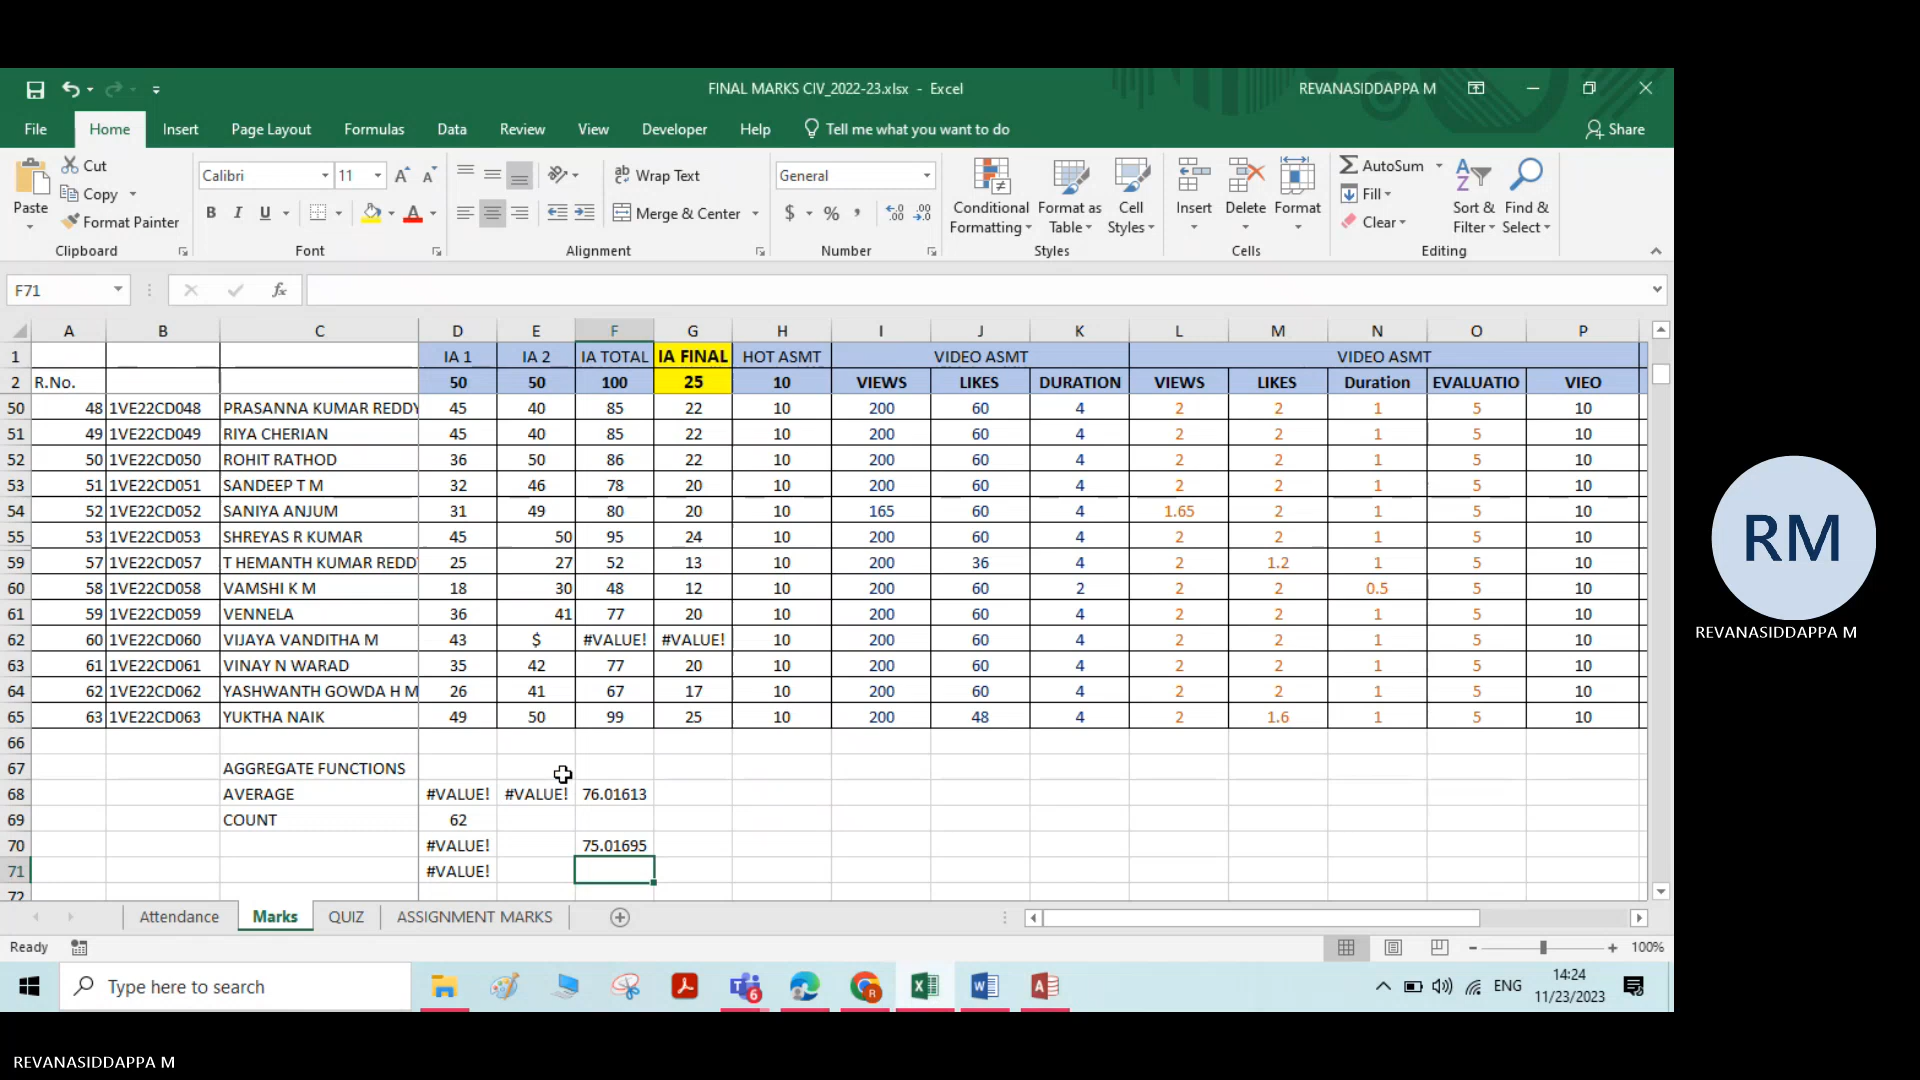 FINAL MARKS CIV_2022-23.xlsx - Excel
REVANASIDDAPPA M
File Home Insert Page Layout Formulas Data Review View Developer Help Tell me what you want to do Share
Paste Cut Copy Format Painter Clipboard
Calibri 11 B I U Font
Wrap Text Merge & Center Alignment
General $ % , Number
Conditional Formatting Format as Table Cell Styles Styles
Insert Delete Format Cells
AutoSum Fill Clear Sort & Filter Find & Select Editing
F71 fx
A B C D E F G H I J K L M N O P
1 IA 1 IA 2 IA TOTAL IA FINAL HOT ASMT VIDEO ASMT VIDEO ASMT
2 R.No. 50 50 100 25 10 VIEWS LIKES DURATION VIEWS LIKES Duration EVALUATIO VIEO
50 48 1VE22CD048 PRASANNA KUMAR REDDY 45 40 85 22 10 200 60 4 2 2 1 5 10
51 49 1VE22CD049 RIYA CHERIAN 45 40 85 22 10 200 60 4 2 2 1 5 10
52 50 1VE22CD050 ROHIT RATHOD 36 50 86 22 10 200 60 4 2 2 1 5 10
53 51 1VE22CD051 SANDEEP T M 32 46 78 20 10 200 60 4 2 2 1 5 10
54 52 1VE22CD052 SANIYA ANJUM 31 49 80 20 10 165 60 4 1.65 2 1 5 10
55 53 1VE22CD053 SHREYAS R KUMAR 45 50 95 24 10 200 60 4 2 2 1 5 10
59 57 1VE22CD057 T HEMANTH KUMAR REDD 25 27 52 13 10 200 36 4 2 1.2 1 5 10
60 58 1VE22CD058 VAMSHI K M 18 30 48 12 10 200 60 2 2 2 0.5 5 10
61 59 1VE22CD059 VENNELA 36 41 77 20 10 200 60 4 2 2 1 5 10
62 60 1VE22CD060 VIJAYA VANDITHA M 43 $ #VALUE! #VALUE! 10 200 60 4 2 2 1 5 10
63 61 1VE22CD061 VINAY N WARAD 35 42 77 20 10 200 60 4 2 2 1 5 10
64 62 1VE22CD062 YASHWANTH GOWDA H M 26 41 67 17 10 200 60 4 2 2 1 5 10
65 63 1VE22CD063 YUKTHA NAIK 49 50 99 25 10 200 48 4 2 1.6 1 5 10
66
67 AGGREGATE FUNCTIONS
68 AVERAGE #VALUE! #VALUE! 76.01613
69 COUNT 62
70 #VALUE! 75.01695
71 #VALUE!
72
Attendance Marks QUIZ ASSIGNMENT MARKS
Ready 100%
Type here to search 6 ENG 14:24
11/23/2023
RM
REVANASIDDAPPA M
REVANASIDDAPPA M